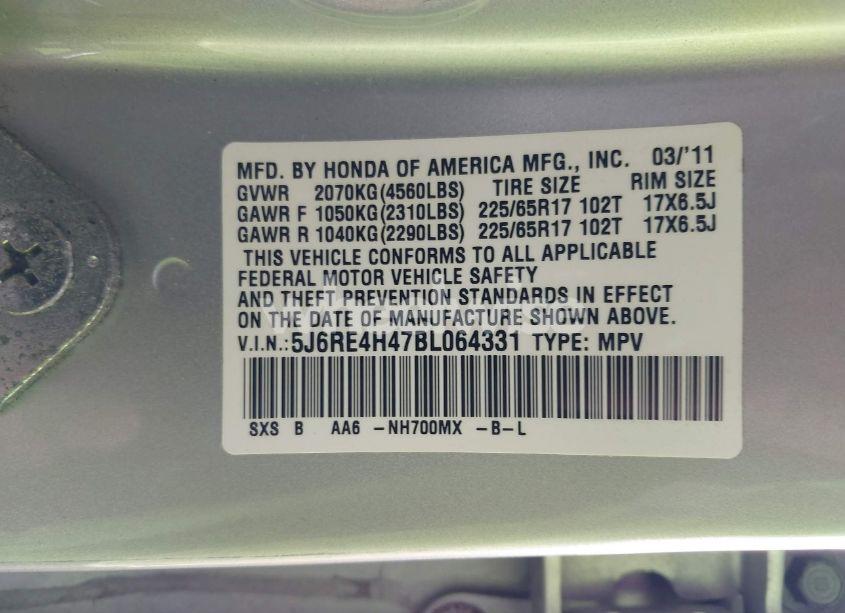 MFD. BY HONDA OF AMERICA MFG., INC. 03/'11
GVWR 2070KG(4560LBS) TIRE SIZE RIM SIZE
GAWR F 1050KG(2310LBS) 225/65R17 102T 17X6.5J
GAWR R 1040KG(2290LBS) 225/65R17 102T 17X6.5J
THIS VEHICLE CONFORMS TO ALL APPLICABLE
FEDERAL MOTOR VEHICLE SAFETY
AND THEFT PREVENTION STANDARDS IN EFFECT
ON THE DATE OF MANUFACTURE SHOWN ABOVE.
V.I.N.:5J6RE4H47BL064331 TYPE: MPV
SXS B AA6 -NH700MX -B-L